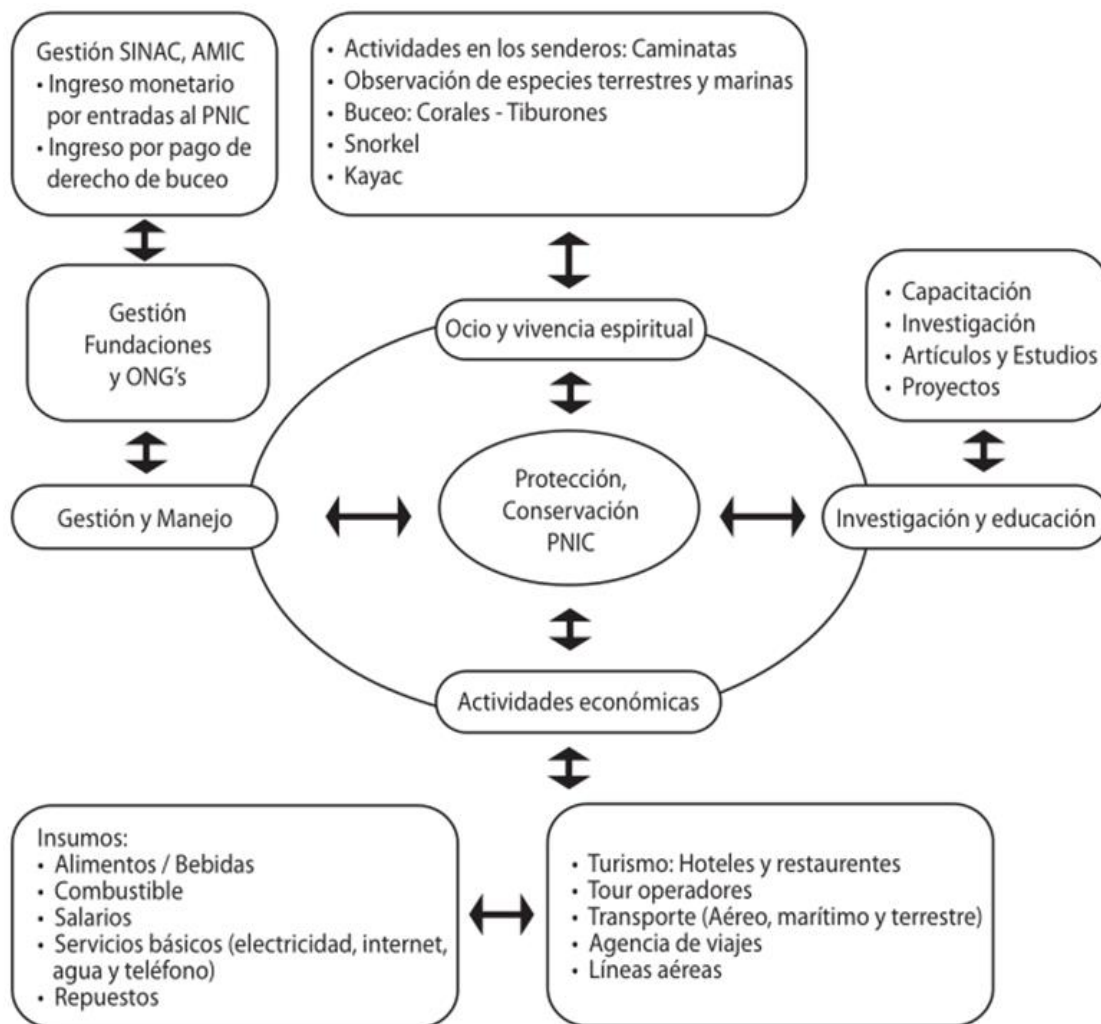 Gestión SINAC, AMIC
• Ingreso monetario
por entradas al PNIC
• Ingreso por pago de
derecho de buceo
• Actividades en los senderos: Caminatas
• Observación de especies terrestres y marinas
• Buceo: Corales - Tiburones
• Snorkel
• Kayac
Gestión
Fundaciones
y ONG's
Ocio y vivencia espiritual
• Capacitación
• Investigación
• Artículos y Estudios
• Proyectos
Gestión y Manejo
Protección,
Conservación
PNIC
Investigación y educación
Actividades económicas
Insumos:
• Alimentos / Bebidas
• Combustible
• Salarios
• Servicios básicos (electricidad, internet,
agua y teléfono)
• Repuestos
• Turismo: Hoteles y restaurentes
• Tour operadores
• Transporte (Aéreo, marítimo y terrestre)
• Agencia de viajes
• Líneas aéreas